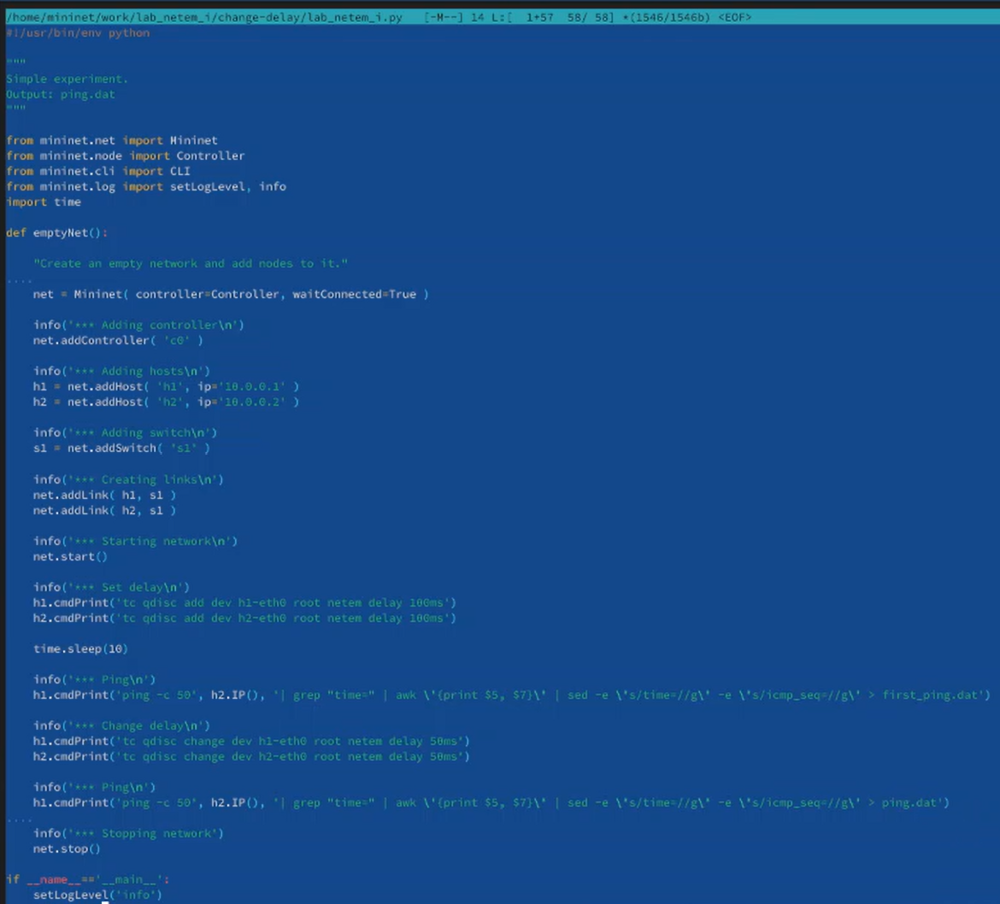 /home/mininet/work/lab_netem_i/change-delay/lab_netem_i.py   [-M--] 14 L:[  1+57  58/ 58] *(1546/1546b) <EOF>
#!/usr/bin/env python
"""
Simple experiment.
Output: ping.dat
"""
from mininet.net import Mininet
from mininet.node import Controller
from mininet.cli import CLI
from mininet.log import setLogLevel, info
import time
def emptyNet():
    "Create an empty network and add nodes to it."
....
    net = Mininet( controller=Controller, waitConnected=True )
    info('*** Adding controller\n')
    net.addController( 'c0' )
    info('*** Adding hosts\n')
    h1 = net.addHost( 'h1', ip='10.0.0.1' )
    h2 = net.addHost( 'h2', ip='10.0.0.2' )
    info('*** Adding switch\n')
    s1 = net.addSwitch( 's1' )
    info('*** Creating links\n')
    net.addLink( h1, s1 )
    net.addLink( h2, s1 )
    info('*** Starting network\n')
    net.start()
    info('*** Set delay\n')
    h1.cmdPrint('tc qdisc add dev h1-eth0 root netem delay 100ms')
    h2.cmdPrint('tc qdisc add dev h2-eth0 root netem delay 100ms')
    time.sleep(10)
    info('*** Ping\n')
    h1.cmdPrint('ping -c 50', h2.IP(), '| grep "time=" | awk \'{print $5, $7}\' | sed -e \'s/time=//g\' -e \'s/icmp_seq=//g\' > first_ping.dat')
    info('*** Change delay\n')
    h1.cmdPrint('tc qdisc change dev h1-eth0 root netem delay 50ms')
    h2.cmdPrint('tc qdisc change dev h2-eth0 root netem delay 50ms')
    info('*** Ping\n')
    h1.cmdPrint('ping -c 50', h2.IP(), '| grep "time=" | awk \'{print $5, $7}\' | sed -e \'s/time=//g\' -e \'s/icmp_seq=//g\' > ping.dat')
....
    info('*** Stopping network')
    net.stop()
if __name__=='__main__':
    setLogLevel('info')